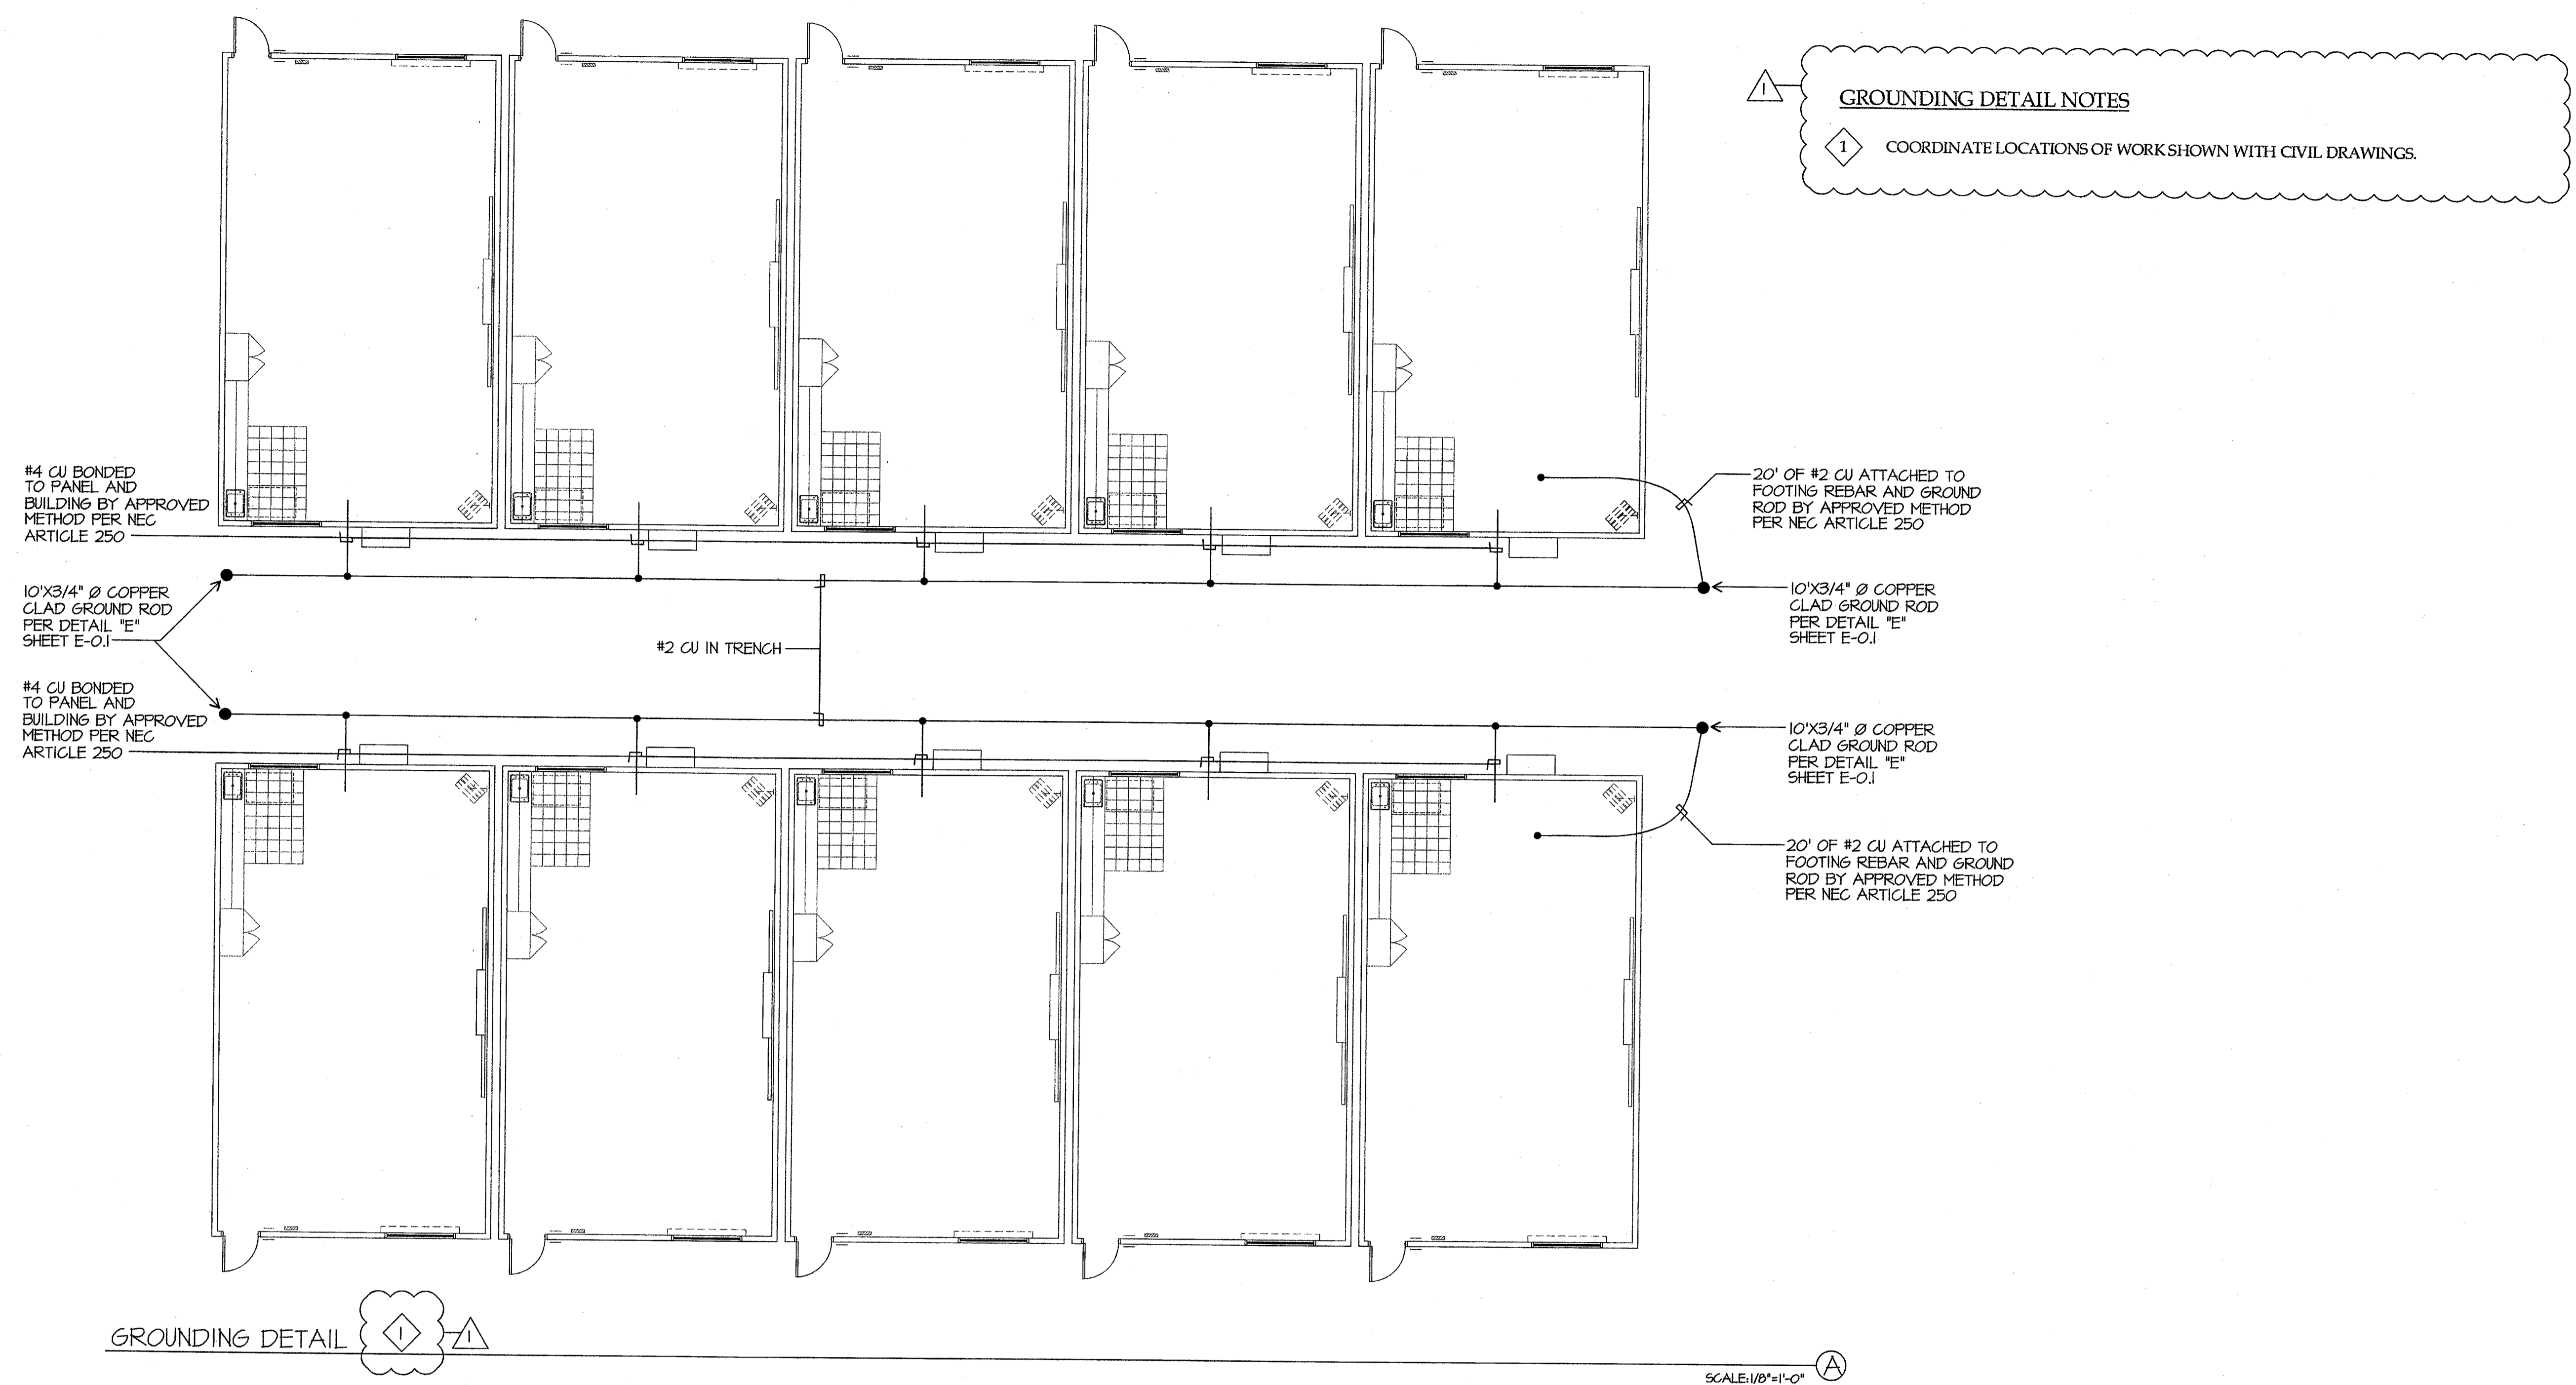 1
GROUNDING DETAIL NOTES
1 COORDINATE LOCATIONS OF WORK SHOWN WITH CIVIL DRAWINGS.
#4 CU BONDED
TO PANEL AND
BUILDING BY APPROVED
METHOD PER NEC
ARTICLE 250
20' OF #2 CU ATTACHED TO
FOOTING REBAR AND GROUND
ROD BY APPROVED METHOD
PER NEC ARTICLE 250
10'X3/4" Ø COPPER
CLAD GROUND ROD
PER DETAIL "E"
SHEET E-0.1
10'X3/4" Ø COPPER
CLAD GROUND ROD
PER DETAIL "E"
SHEET E-0.1
#2 CU IN TRENCH
#4 CU BONDED
TO PANEL AND
BUILDING BY APPROVED
METHOD PER NEC
ARTICLE 250
10'X3/4" Ø COPPER
CLAD GROUND ROD
PER DETAIL "E"
SHEET E-0.1
20' OF #2 CU ATTACHED TO
FOOTING REBAR AND GROUND
ROD BY APPROVED METHOD
PER NEC ARTICLE 250
GROUNDING DETAIL 1 1
A
SCALE:1/8"=1'-0"